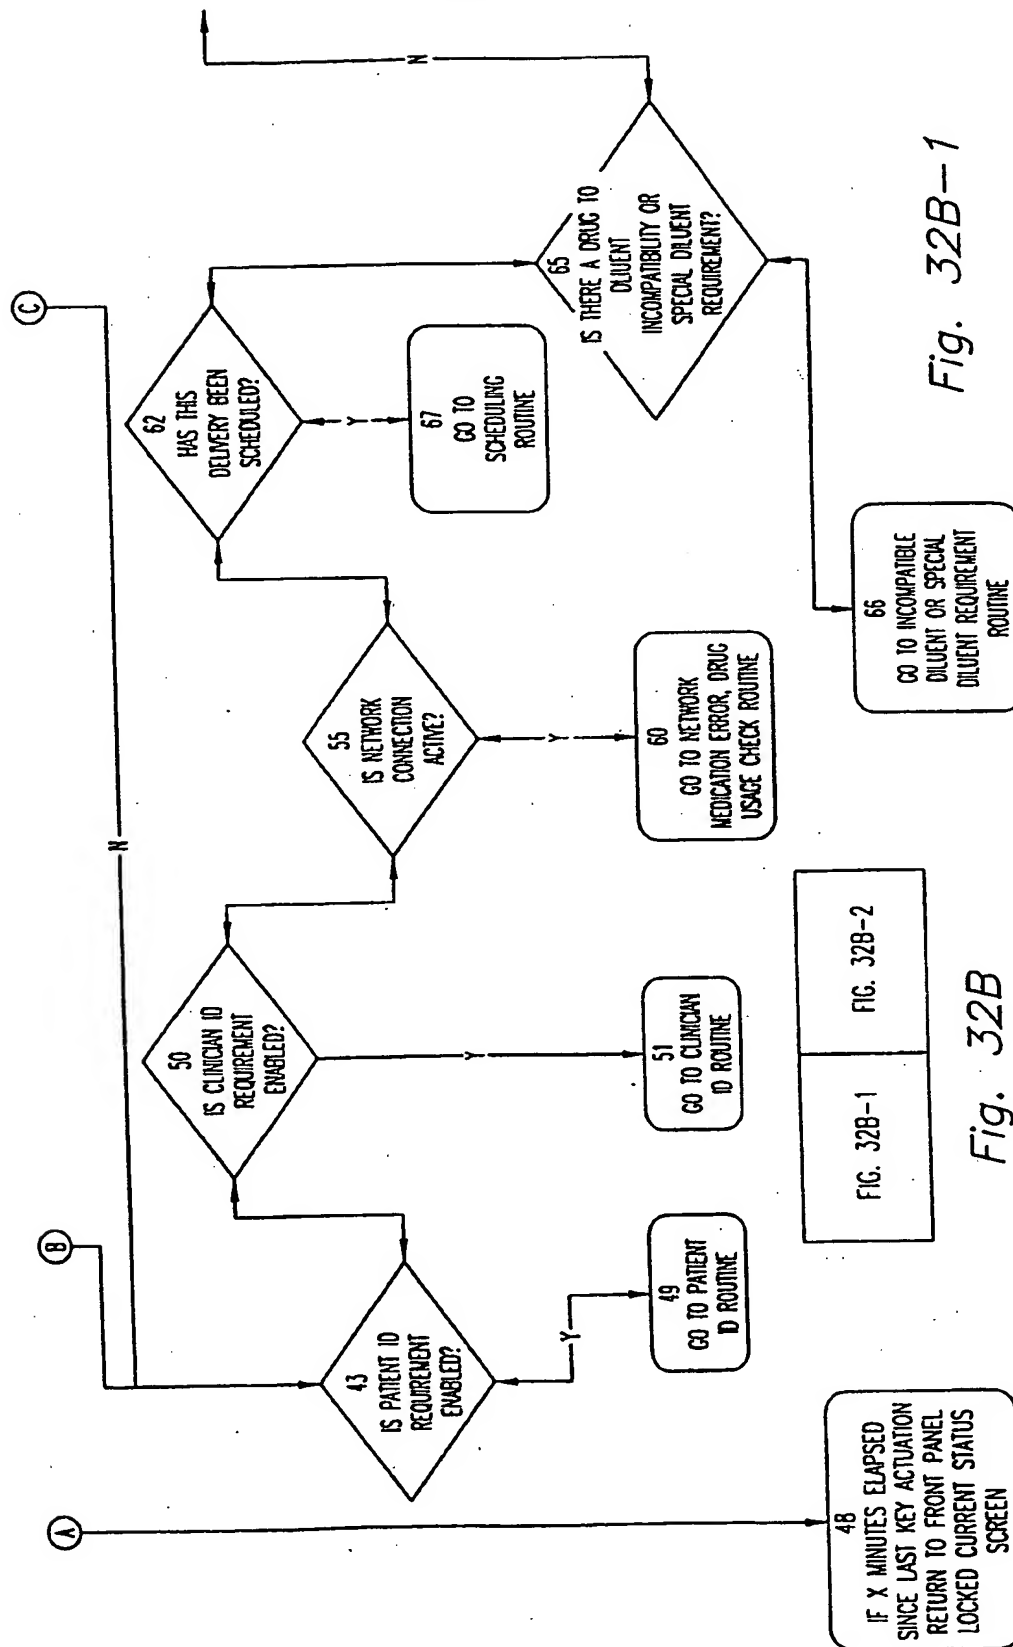 A
B
C
N
43
IS PATIENT ID
REQUIREMENT
ENABLED?
Y
49
GO TO PATIENT
ID ROUTINE
48
IF X MINUTES ELAPSED
SINCE LAST KEY ACTUATION
RETURN TO FRONT PANEL
LOCKED CURRENT STATUS
SCREEN
50
IS CLINICIAN ID
REQUIREMENT
ENABLED?
Y
51
GO TO CLINICIAN
ID ROUTINE
55
IS NETWORK
CONNECTION
ACTIVE?
Y
60
GO TO NETWORK
MEDICATION ERROR, DRUG
USAGE CHECK ROUTINE
62
HAS THIS
DELIVERY BEEN
SCHEDULED?
Y
67
GO TO
SCHEDULING
ROUTINE
65
IS THERE A DRUG TO
DILUENT
INCOMPATIBILITY OR
SPECIAL DILUENT
REQUIREMENT?
N
66
GO TO INCOMPATIBLE
DILUENT OR SPECIAL
DILUENT REQUIREMENT
ROUTINE
FIG. 32B-1
FIG. 32B-2
Fig. 32B
Fig. 32B-1